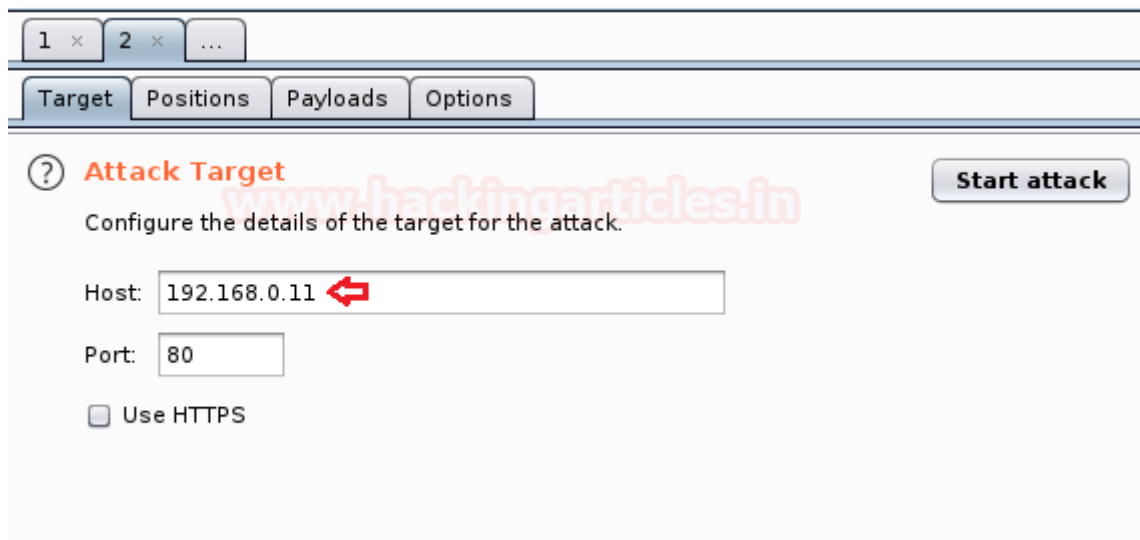 1 × 2 × ...
Target Positions Payloads Options
? Attack Target
Start attack
www.hackingarticles.in
Configure the details of the target for the attack.
Host: 192.168.0.11
Port: 80
Use HTTPS